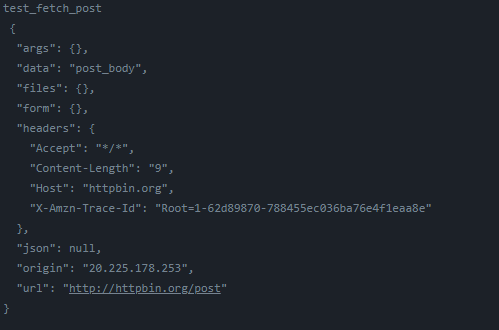 test_fetch_post
{
"args": {},
"data": "post_body",
"files": {},
"form": {},
"headers": {
"Accept": "*/*",
"Content-Length": "9",
"Host": "httpbin.org",
"X-Amzn-Trace-Id": "Root=1-62d89870-788455ec036ba76e4f1eaa8e"
},
"json": null,
"origin": "20.225.178.253",
"url": "http://httpbin.org/post"
}